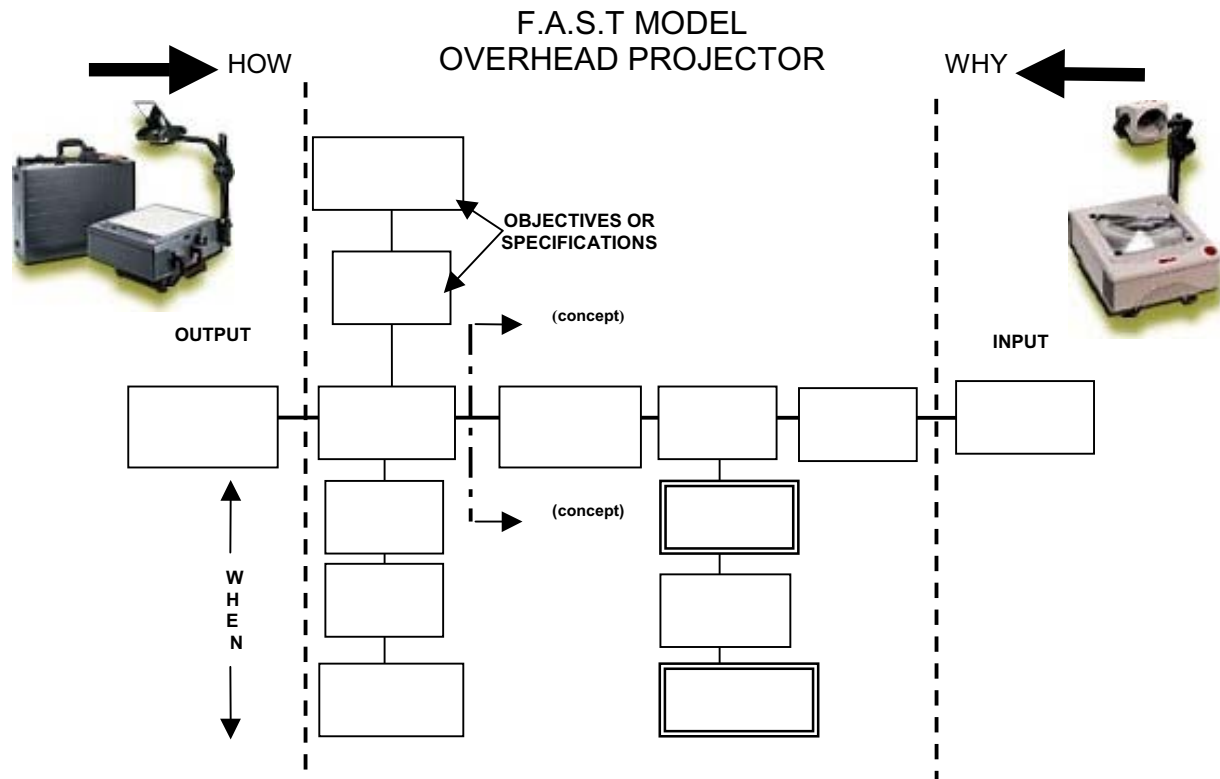 F.A.S.T MODEL
OVERHEAD PROJECTOR
HOW
WHY
OBJECTIVES OR
SPECIFICATIONS
(concept)
OUTPUT
INPUT
(concept)
W
H
E
N